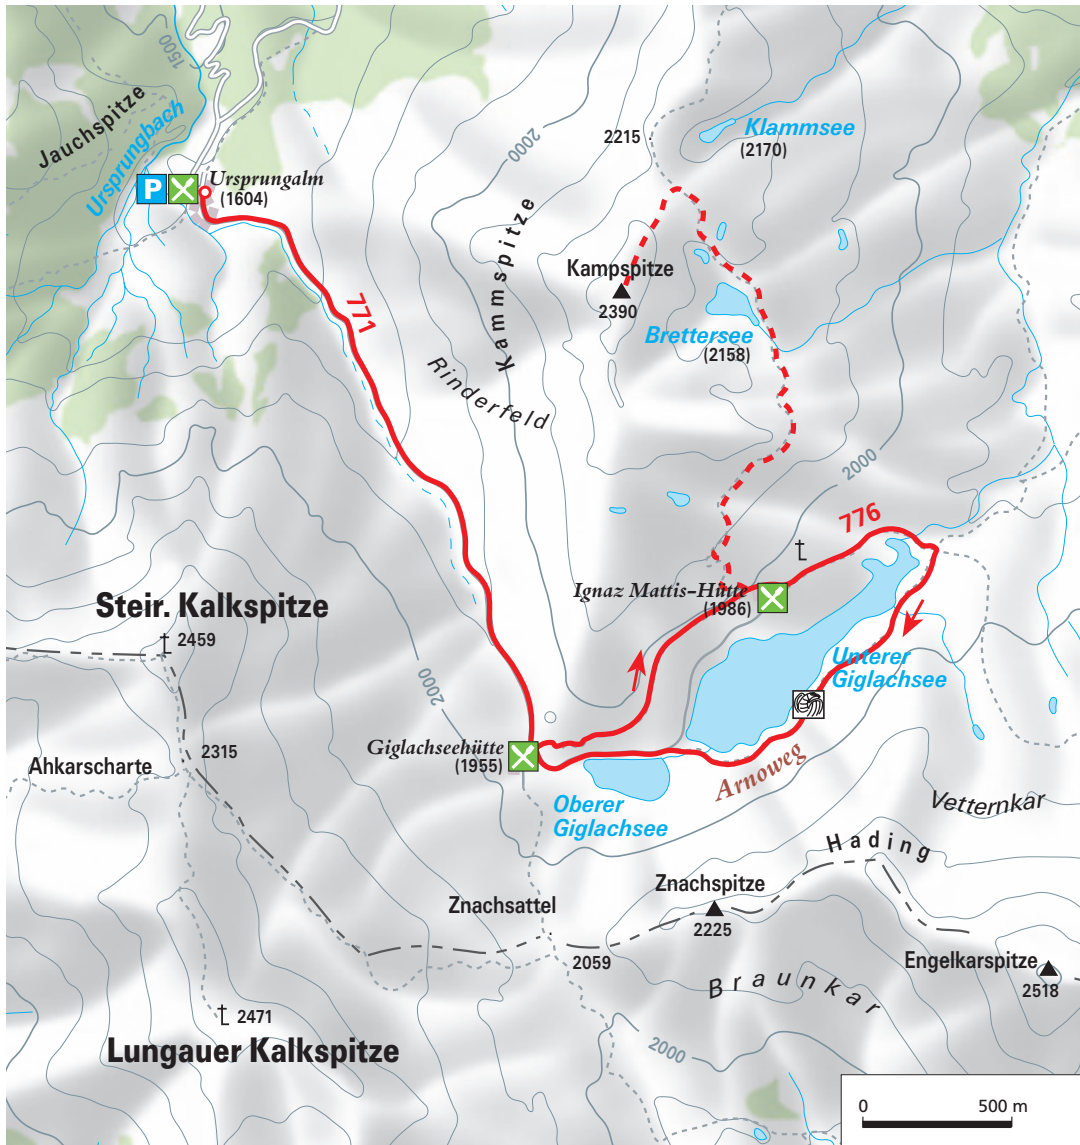 1500
Jauchspitze
Ursprungbach
P
Ursprungalm
(1604)
2000
2215
Klammsee
(2170)
Kammspitze
Kampspitze
2390
Brettersee
(2158)
771
Rinderfeld
2000
776
Ignaz Mattis-Hütte
(1986)
Steir. Kalkspitze
2459
2000
Unterer
Giglachsee
2315
Ahkarscharte
Giglachseehütte
(1955)
Arnoweg
Oberer
Giglachsee
Vetternkar
Hading
Znachspitze
2225
Znachsattel
2059
Engelkarspitze
2518
Braunkar
2471
Lungauer Kalkspitze
2000
0 500 m